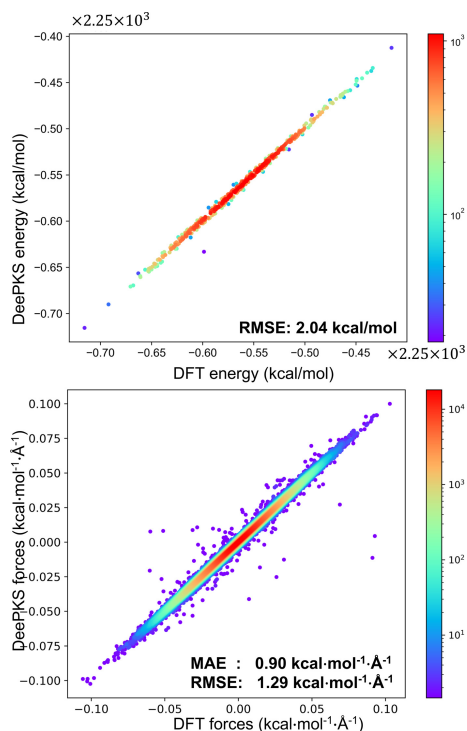 ×2.25×10³
−0.40
−0.45
−0.50
−0.55
−0.60
−0.65
−0.70
DeePKS energy (kcal/mol)
RMSE: 2.04 kcal/mol
−0.70 −0.65 −0.60 −0.55 −0.50 −0.45
×2.25×10³
DFT energy (kcal/mol)
10³
10²
0.100
0.075
0.050
0.025
0.000
−0.025
−0.050
−0.075
−0.100
DeePKS forces (kcal·mol⁻¹·Å⁻¹)
MAE : 0.90 kcal·mol⁻¹·Å⁻¹
RMSE: 1.29 kcal·mol⁻¹·Å⁻¹
−0.10 −0.05 0.00 0.05 0.10
DFT forces (kcal·mol⁻¹·Å⁻¹)
10⁴
10³
10²
10¹